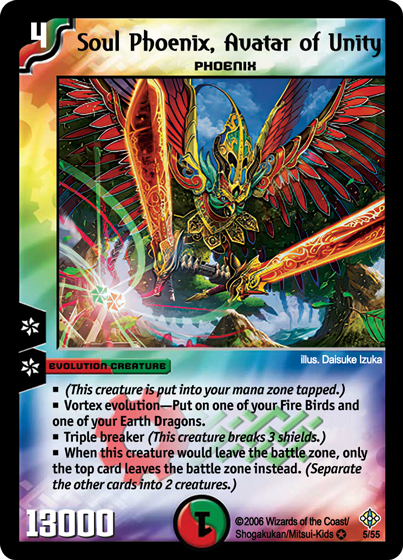 4
Soul Phoenix, Avatar of Unity
PHOENIX
illus. Daisuke Izuka
EVOLUTION CREATURE
■ (This creature is put into your mana zone tapped.)
■ Vortex evolution—Put on one of your Fire Birds and
one of your Earth Dragons.
■ Triple breaker (This creature breaks 3 shields.)
■ When this creature would leave the battle zone, only
the top card leaves the battle zone instead. (Separate
the other cards into 2 creatures.)
13000
1
©2006 Wizards of the Coast/
Shogakukan/Mitsui-Kids
5/55